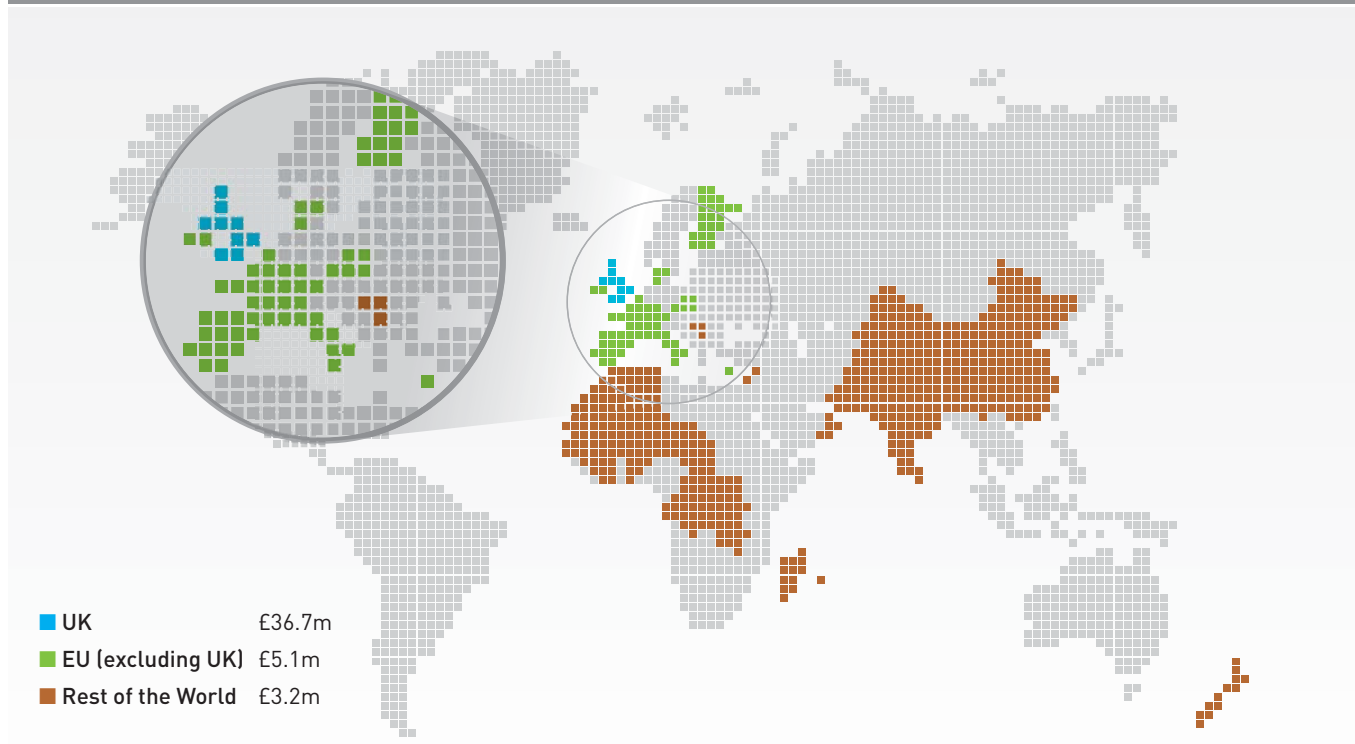 UK £36.7m
EU (excluding UK) £5.1m
Rest of the World £3.2m